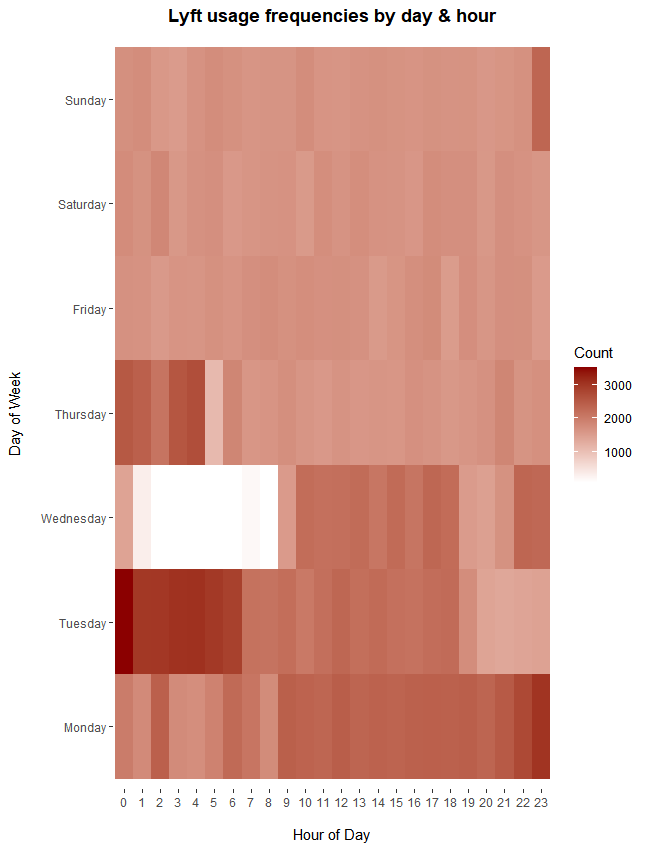 Lyft usage frequencies by day & hour
Sunday
Saturday
Friday
Thursday
Wednesday
Tuesday
Monday
Day of Week
0 1 2 3 4 5 6 7 8 9 10 11 12 13 14 15 16 17 18 19 20 21 22 23
Hour of Day
Count
3000
2000
1000